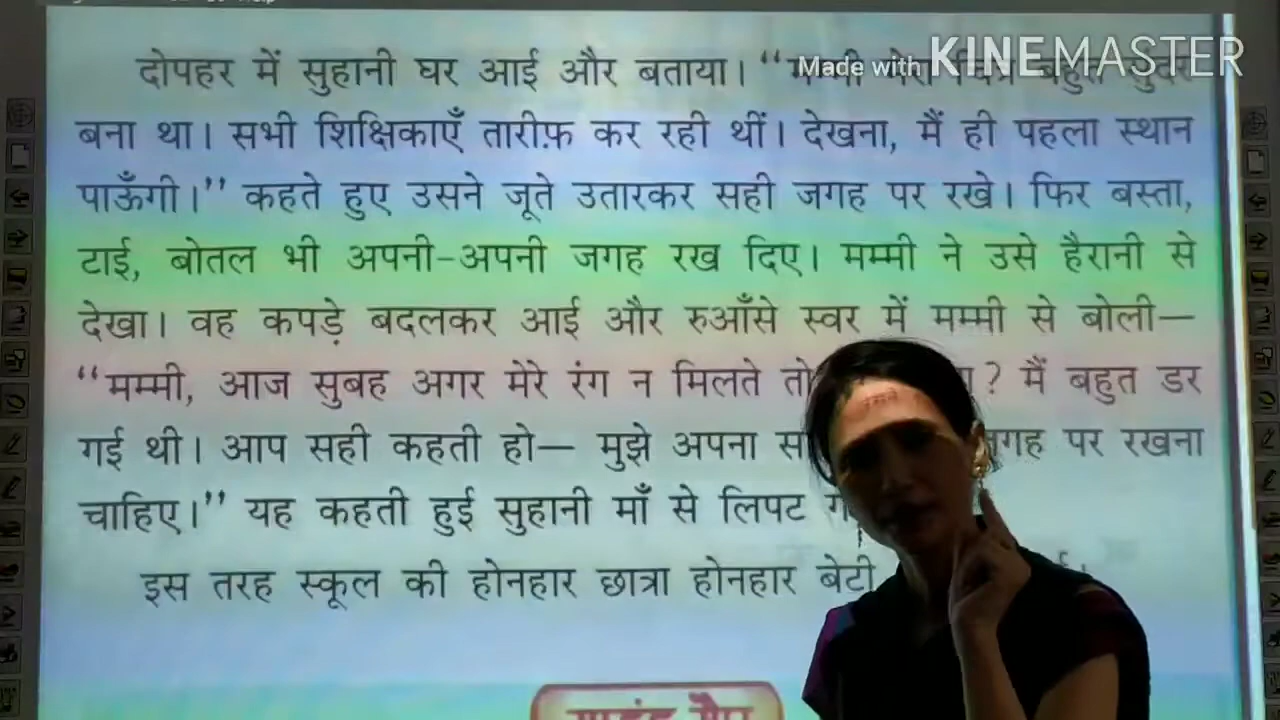 Made with KINEMASTER
दोपहर में सुहानी घर आई और बताया। “मम्मी मेरा चित्र बहुत
बना था। सभी शिक्षिकाएँ तारीफ़ कर रही थीं। देखना, मैं ही पहला स्थान
पाऊँगी।” कहते हुए उसने जूते उतारकर सही जगह पर रखे। फिर बस्ता,
टाई, बोतल भी अपनी-अपनी जगह रख दिए। मम्मी ने उसे हैरानी से
देखा। वह कपड़े बदलकर आई और रुआँसे स्वर में मम्मी से बोली—
“मम्मी, आज सुबह अगर मेरे रंग न मिलते तो ? मैं बहुत डर
गई थी। आप सही कहती हो— मुझे अपना पर रखना
चाहिए।” यह कहती हुई सुहानी माँ से लिपट
इस तरह स्कूल की होनहार छात्रा होनहार बेटी